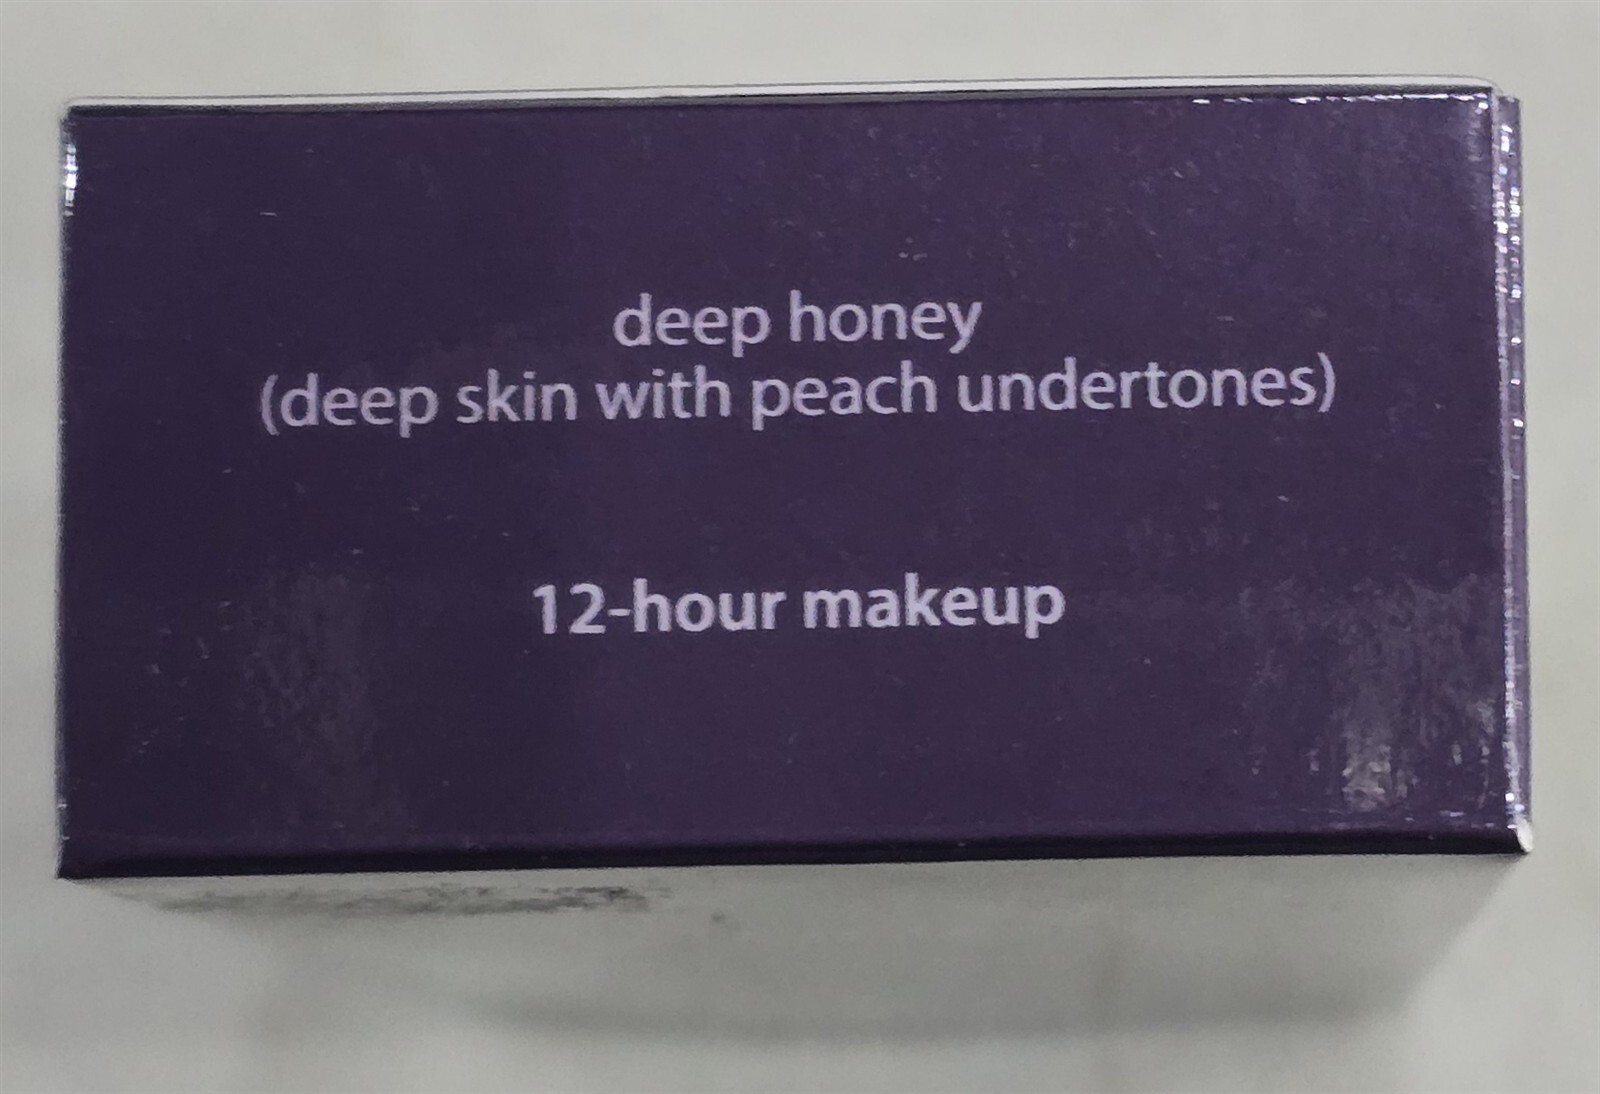 deep honey
(deep skin with peach undertones)
12-hour makeup